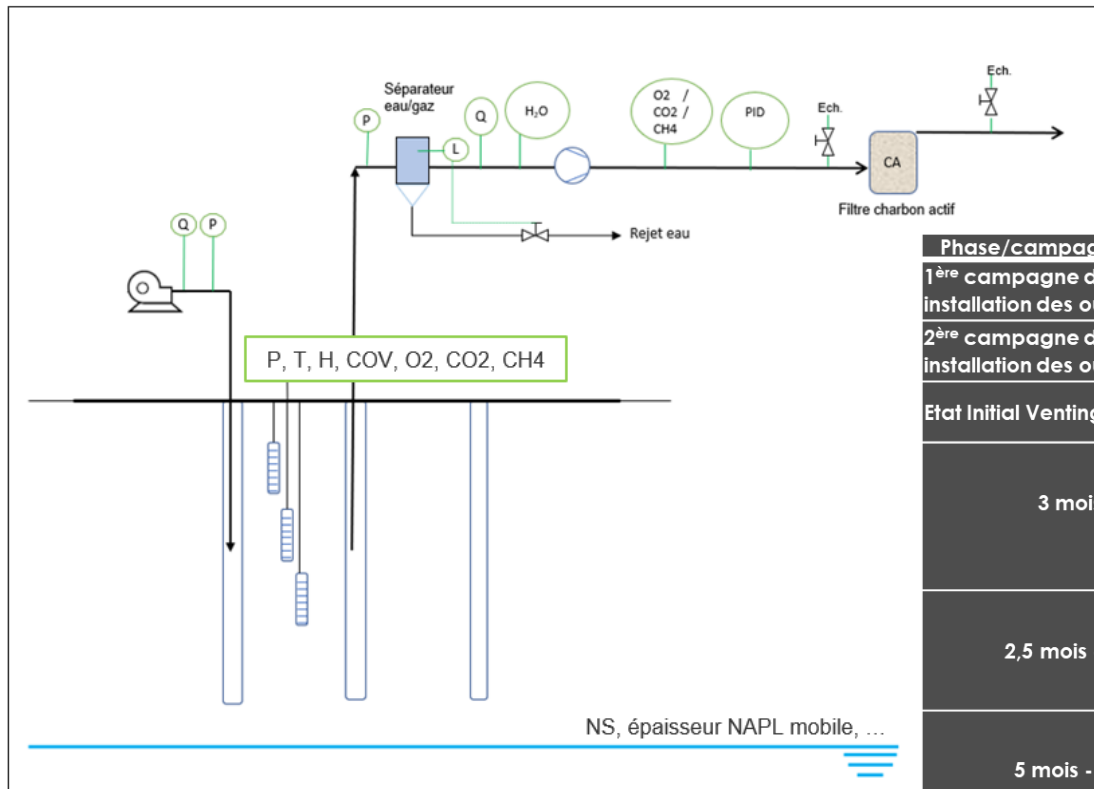 Ech.
Ech.
Séparateur
eau/gaz
O2 /
CO2 /
CH4
PID
Q
H₂O
P
L
CA
Filtre charbon actif
Rejet eau
Q
P
P, T, H, COV, O2, CO2, CH4
NS, épaisseur NAPL mobile, ...
Phase/campag
1ère campagne d
installation des ou
2ère campagne d
installation des ou
Etat Initial Venting
3 mois
2,5 mois
5 mois -